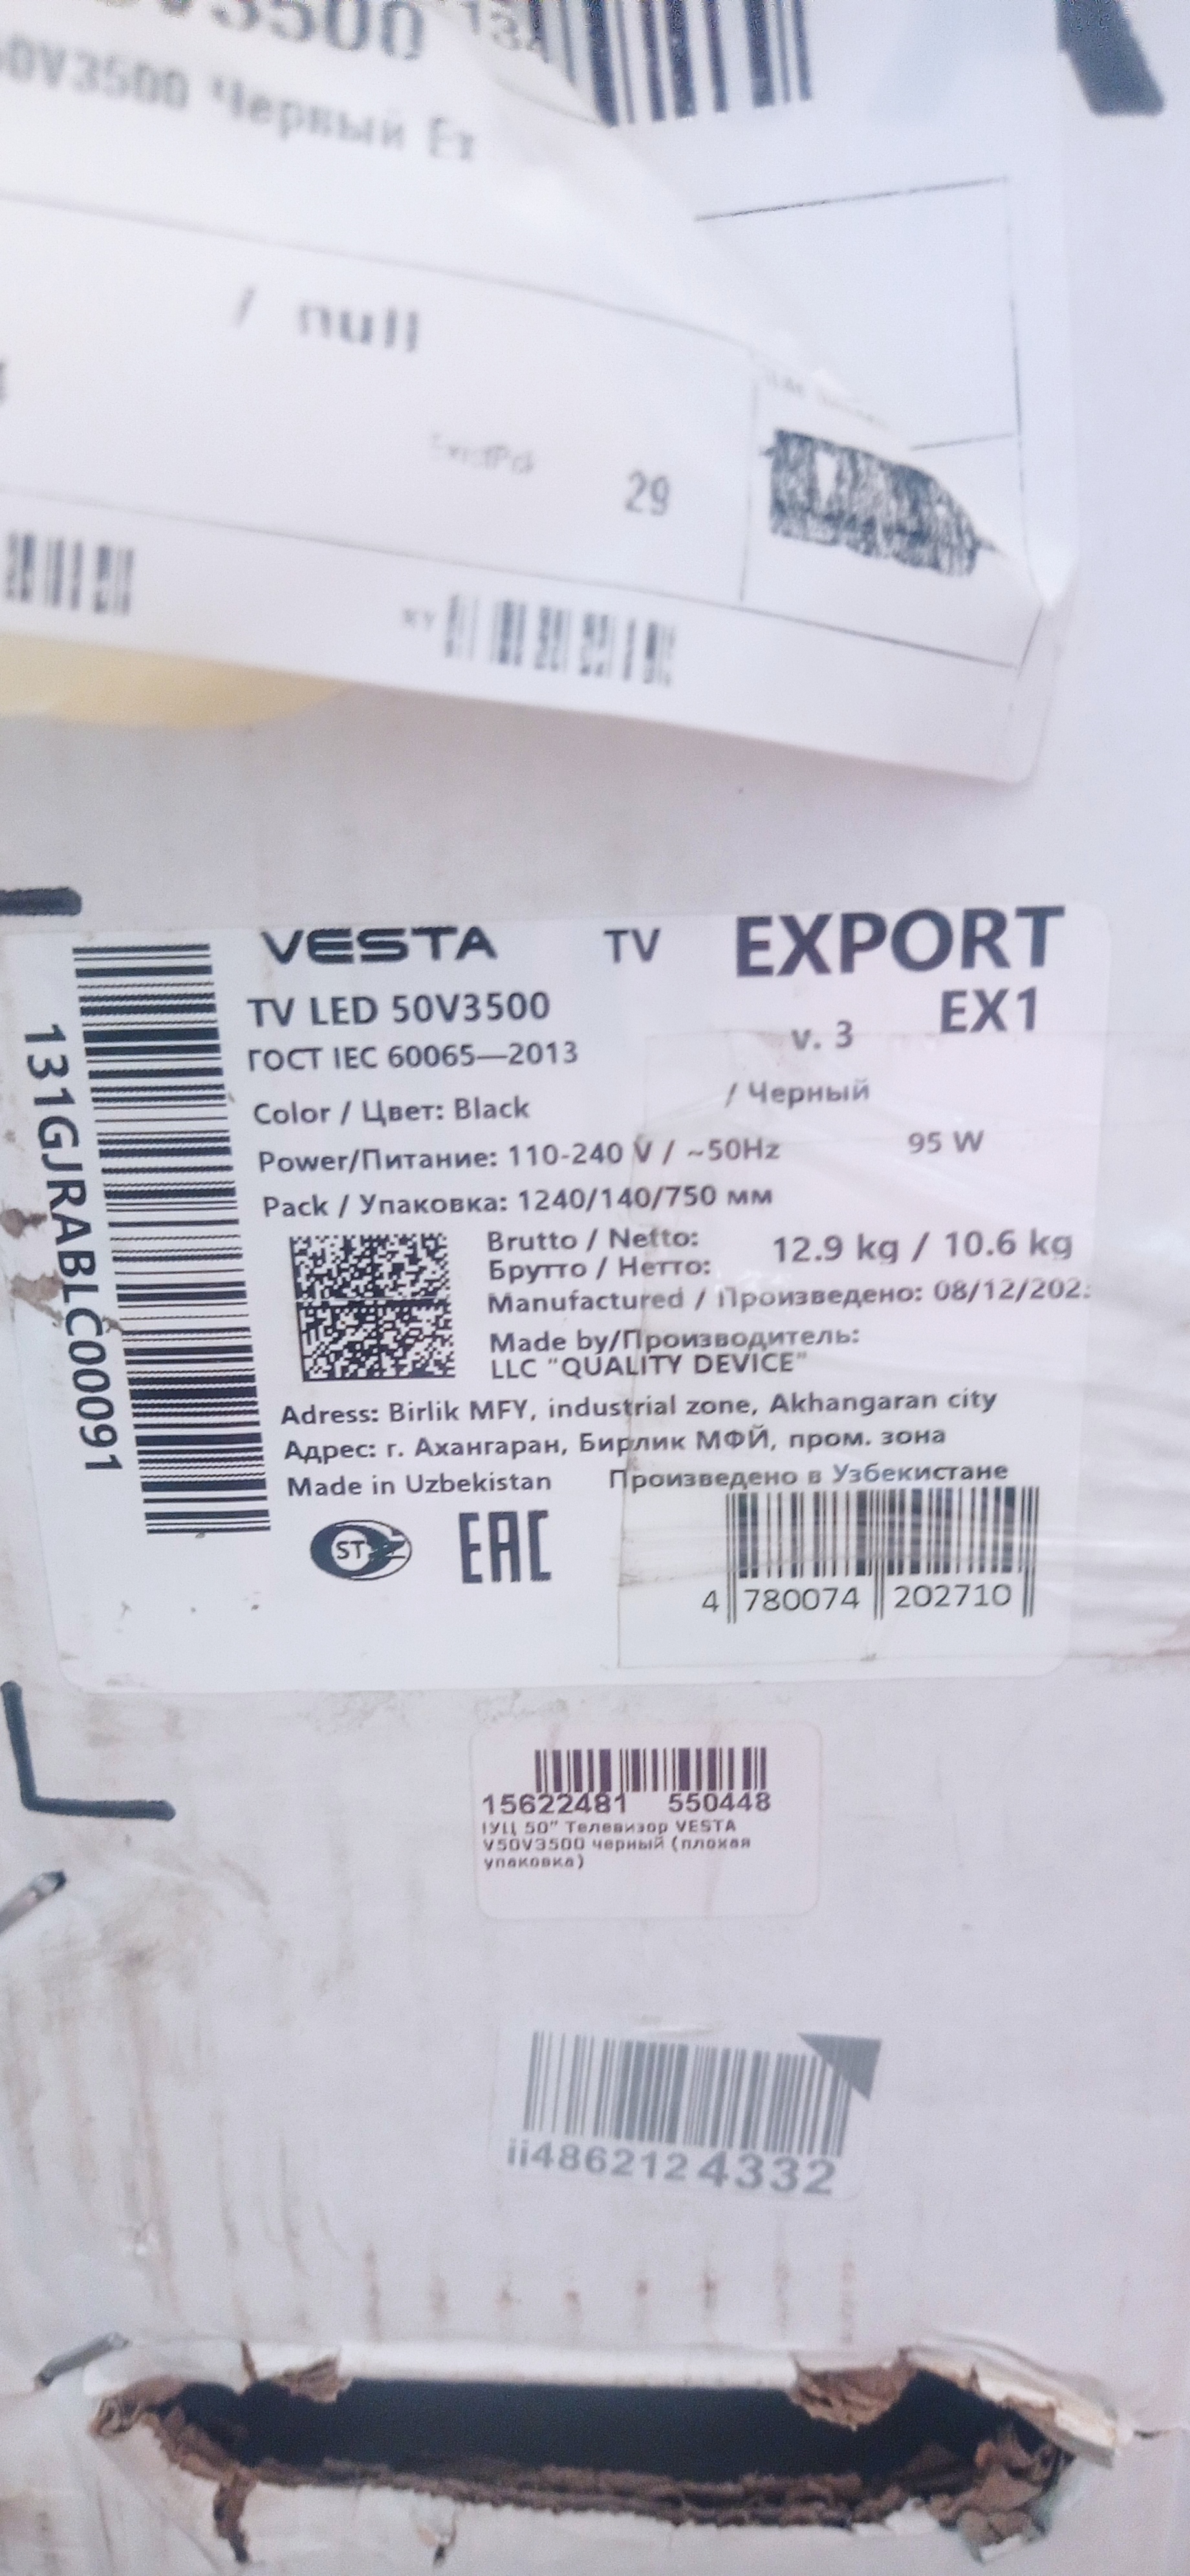 V3500
50V3500 Черный Ex
/ null
29
VESTA TV EXPORT
TV LED 50V3500 v. 3 EX1
ГОСТ IEC 60065—2013
Color / Цвет: Black / Черный
Power/Питание: 110-240 V / ~50Hz 95 W
Pack / Упаковка: 1240/140/750 мм
Brutto / Netto:
Брутто / Нетто: 12.9 kg / 10.6 kg
Manufactured / Произведено: 08/12/202
Made by/Производитель:
LLC "QUALITY DEVICE"
Adress: Birlik MFY, industrial zone, Akhangaran city
Адрес: г. Ахангаран, Бирлик МФЙ, пром. зона
Made in Uzbekistan Произведено в Узбекистане
ST EAC
4 780074 202710
131GJRABLC00091
15622481 550448
50" Телевизор VESTA
V50V3500 черный (плохая
упаковка)
ii4862124332